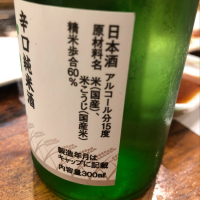 日本酒 アルコール分15度
原材料名 米(国産)、
米こうじ(国産米)
精米歩合60%
製造年月は
キャップに記載
内容量300ml
辛口純米酒